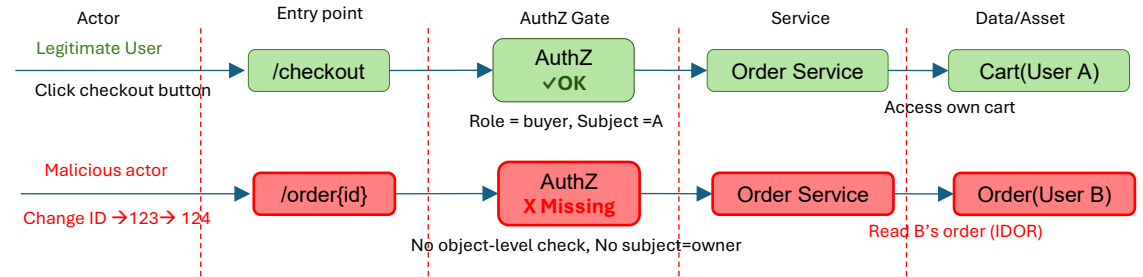 Actor
Entry point
AuthZ Gate
Service
Data/Asset
Legitimate User
Click checkout button
/checkout
AuthZ
✓OK
Role = buyer, Subject =A
Order Service
Cart(User A)
Access own cart
Malicious actor
Change ID →123→ 124
/order{id}
AuthZ
X Missing
No object-level check, No subject=owner
Order Service
Order(User B)
Read B's order (IDOR)